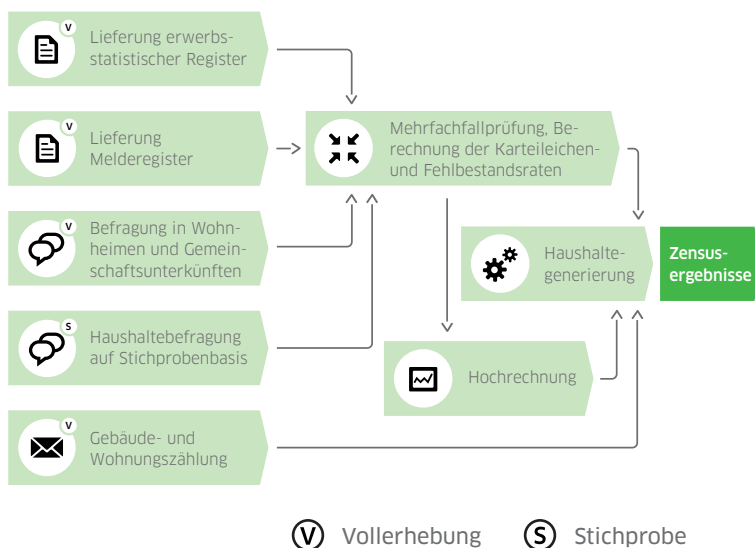 V
Lieferung erwerbs-
statistischer Register
V
Lieferung
Melderegister
Mehrfachfallprüfung, Be-
rechnung der Karteileichen-
und Fehlbestandsraten
V
Befragung in Wohn-
heimen und Gemein-
schaftsunterkünften
Haushalte-
generierung
Zensus-
ergebnisse
S
Haushaltebefragung
auf Stichprobenbasis
Hochrechnung
V
Gebäude- und
Wohnungszählung
V Vollerhebung S Stichprobe